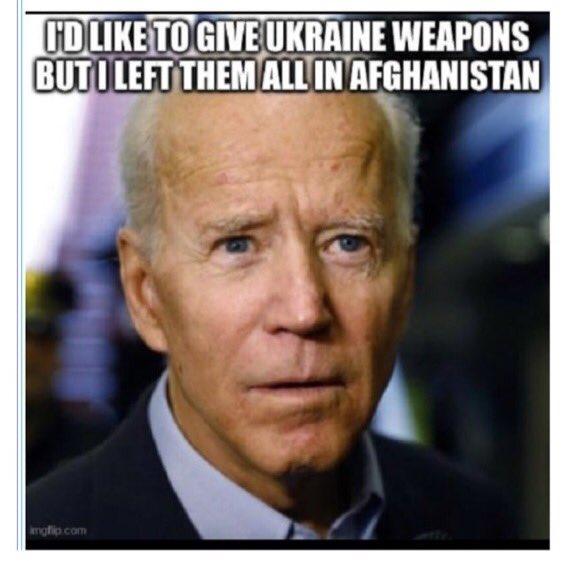 I'D LIKE TO GIVE UKRAINE WEAPONS
BUT I LEFT THEM ALL IN AFGHANISTAN
imgflip.com